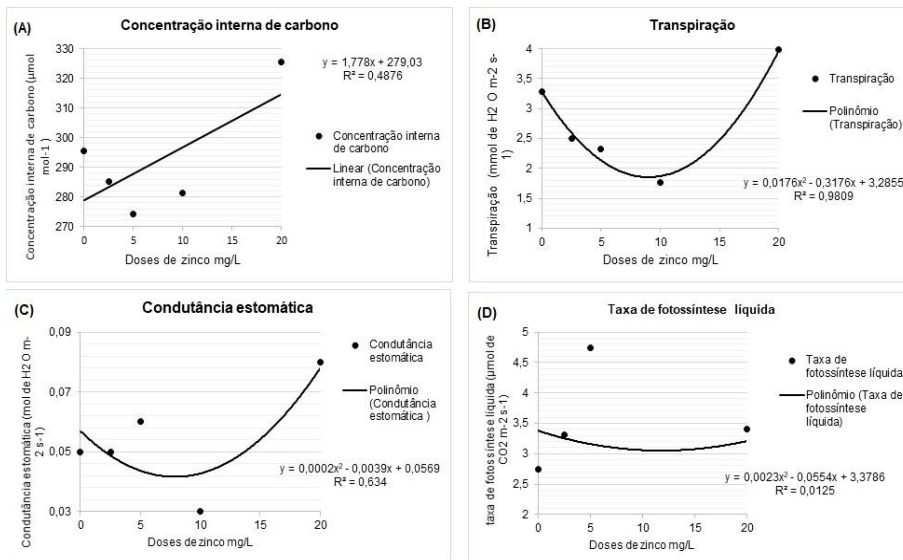 (A)
Concentração interna de carbono
Concentração interna de carbono (µmol
mol-1 )
330
320
310
300
290
280
270
0
5
10
15
20
Doses de zinco mg/L
y = 1,778x + 279,03
R² = 0,4876
Concentração interna
de carbono
Linear (Concentração
interna de carbono)
(B)
Transpiração
Transpiração (mmol de H2 O m-2 s-
1)
4
3,5
3
2,5
2
1,5
1
0
5
10
15
20
Doses de zinco mg/L
Transpiração
Polinômio
(Transpiração)
y = 0,0176x² - 0,3176x + 3,2855
R² = 0,9809
(C)
Condutância estomática
Condutância estomática (mol de H2 O m-
2 s-1)
0,09
0,07
0,05
0,03
0
5
10
15
20
Doses de zinco mg/L
Condutância
estomática
Polinômio
(Condutância
estomática )
y = 0,0002x² - 0,0039x + 0,0569
R² = 0,634
(D)
Taxa de fotossíntese líquida
taxa de fotossíntese líquida (µmol de
CO2 m-2 s-1)
5
4,5
4
3,5
3
2,5
2
0
5
10
15
20
Doses de zinco mg/L
Taxa de
fotossíntese líquida
Polinômio (Taxa de
fotossíntese
líquida)
y = 0,0023x² - 0,0554x + 3,3786
R² = 0,0125